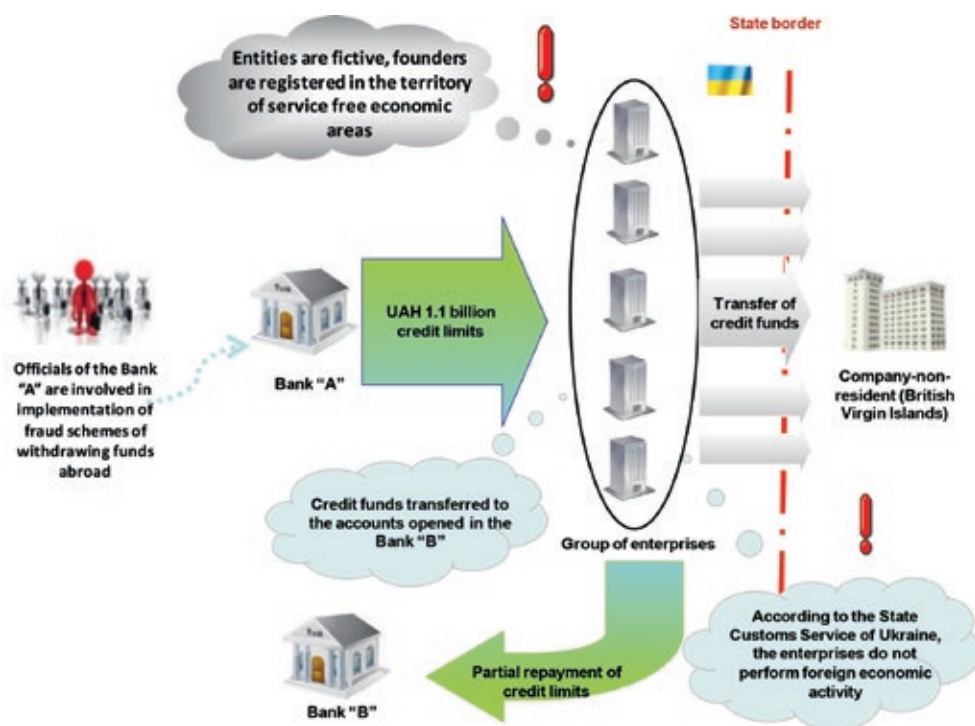 State border
Entities are fictive, founders
are registered in the territory
of service free economic
areas
UAH 1.1 billion
credit limits
Transfer of
credit funds
Officials of the Bank
"A" are involved in
implementation of
fraud schemes of
withdrawing funds
abroad
Bank "A"
Company-non-
resident (British
Virgin Islands)
Credit funds transferred to
the accounts opened in the
Bank "B"
Group of enterprises
According to the State
Customs Service of Ukraine,
the enterprises do not
perform foreign economic
activity
Partial repayment of
credit limits
Bank "B"